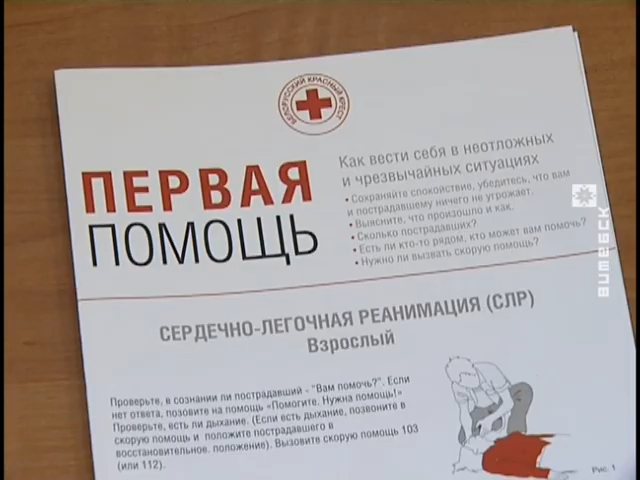 БЕЛОРУССКИЙ КРАСНЫЙ КРЕСТ
ПЕРВАЯ
ПОМОЩЬ
Как вести себя в неотложных
и чрезвычайных ситуациях
• Сохраняйте спокойствие, убедитесь, что вам
и пострадавшему ничего не угрожает.
• Выясните, что произошло и как.
• Сколько пострадавших?
• Есть ли кто-то рядом, кто может вам помочь?
• Нужно ли вызвать скорую помощь?
ВИТЕБСК
СЕРДЕЧНО-ЛЕГОЧНАЯ РЕАНИМАЦИЯ (СЛР)
Взрослый
Проверьте, в сознании ли пострадавший - "Вам помочь?". Если
нет ответа, позовите на помощь «Помогите. Нужна помощь!»
Проверьте, есть ли дыхание. (Если есть дыхание, позвоните в
скорую помощь и положите пострадавшего в
восстановительное. положение). Вызовите скорую помощь 103
(или 112).
Рис. 1